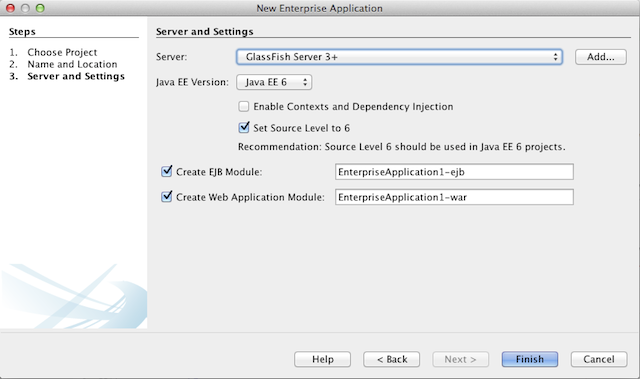 New Enterprise Application
Steps
1. Choose Project
2. Name and Location
3. Server and Settings
Server and Settings
Server: GlassFish Server 3+ Add...
Java EE Version: Java EE 6
Enable Contexts and Dependency Injection
Set Source Level to 6
Recommendation: Source Level 6 should be used in Java EE 6 projects.
Create EJB Module: EnterpriseApplication1-ejb
Create Web Application Module: EnterpriseApplication1-war
Help < Back Next > Finish Cancel